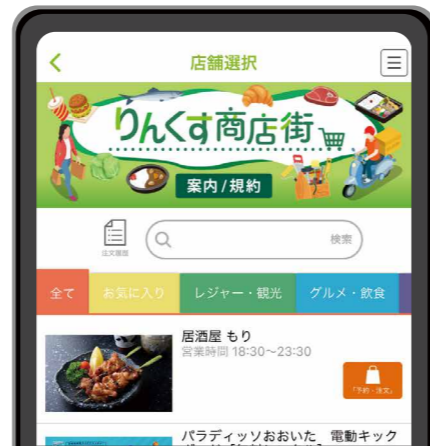 店舗選択
りんくす商店街
案内/規約
注文履歴
検索
全て
お気に入り
レジャー・観光
グルメ・飲食
居酒屋 もり
営業時間 18:30～23:30
「予約・注文」
パラディッソおおいた 電動キック